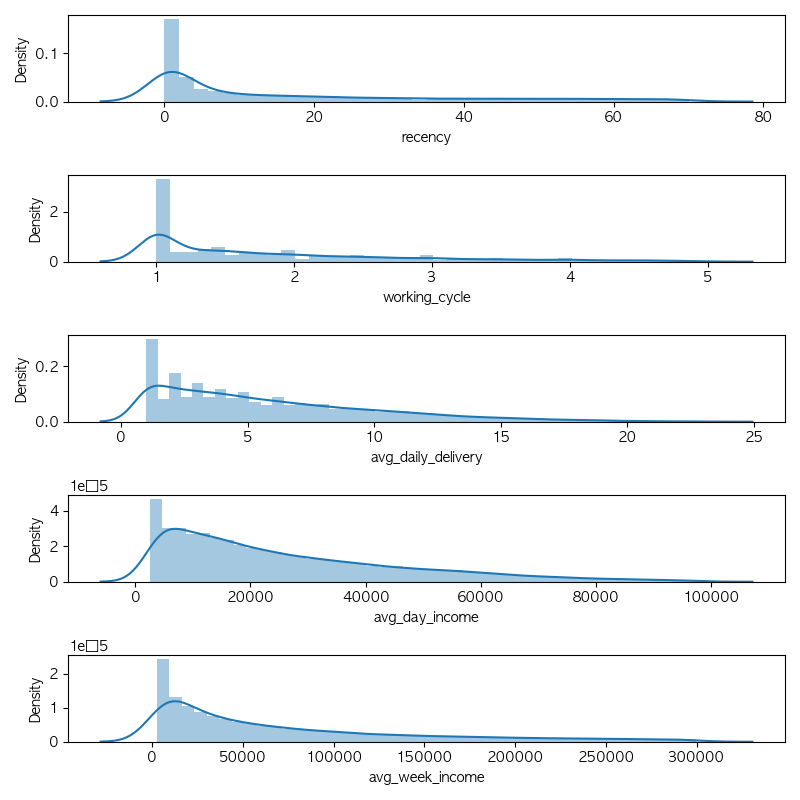 Density
0.1
0.0
0 20 40 60 80
recency
Density
2
0
1 2 3 4 5
working_cycle
Density
0.2
0.0
0 5 10 15 20 25
avg_daily_delivery
1e□5
Density
4
2
0
0 20000 40000 60000 80000 100000
avg_day_income
1e□5
Density
2
1
0
0 50000 100000 150000 200000 250000 300000
avg_week_income